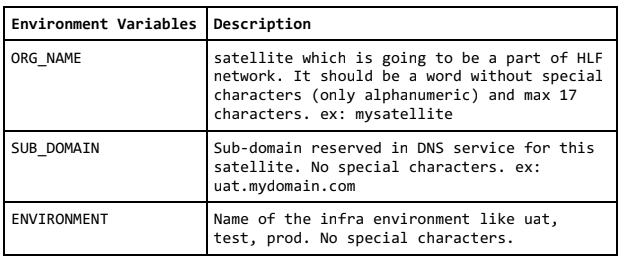 Environment Variables Description
ORG_NAME satellite which is going to be a part of HLF
network. It should be a word without special
characters (only alphanumeric) and max 17
characters. ex: mysatellite
SUB_DOMAIN Sub-domain reserved in DNS service for this
satellite. No special characters. ex:
uat.mydomain.com
ENVIRONMENT Name of the infra environment like uat,
test, prod. No special characters.